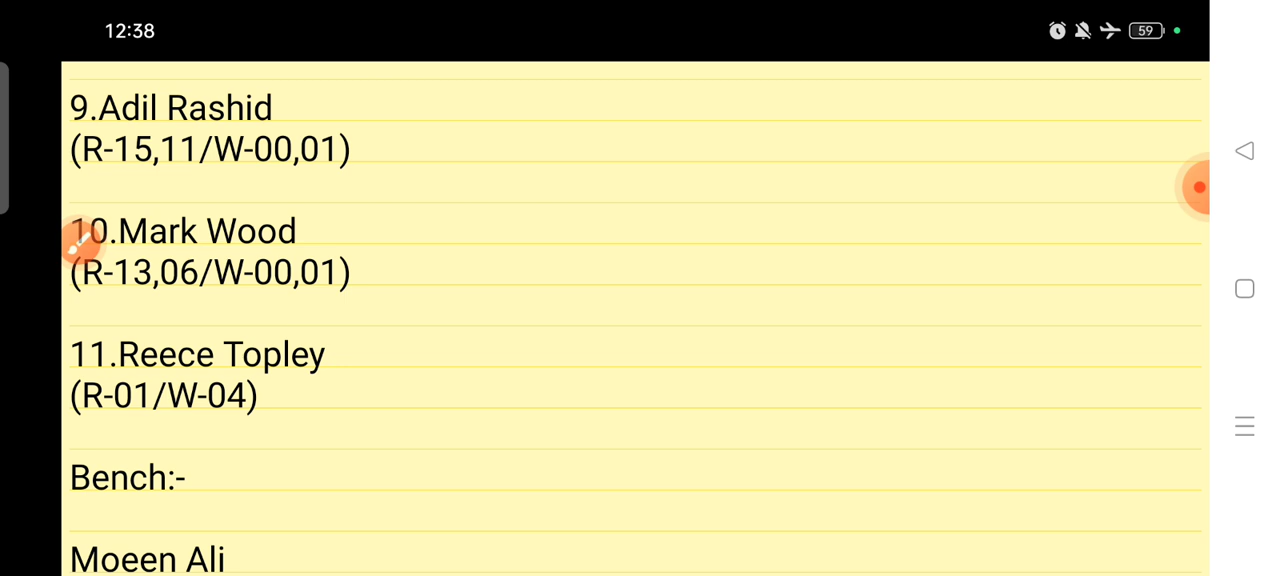 12:38
59
9.Adil Rashid
(R-15,11/W-00,01)
10.Mark Wood
(R-13,06/W-00,01)
11.Reece Topley
(R-01/W-04)
Bench:-
Moeen Ali